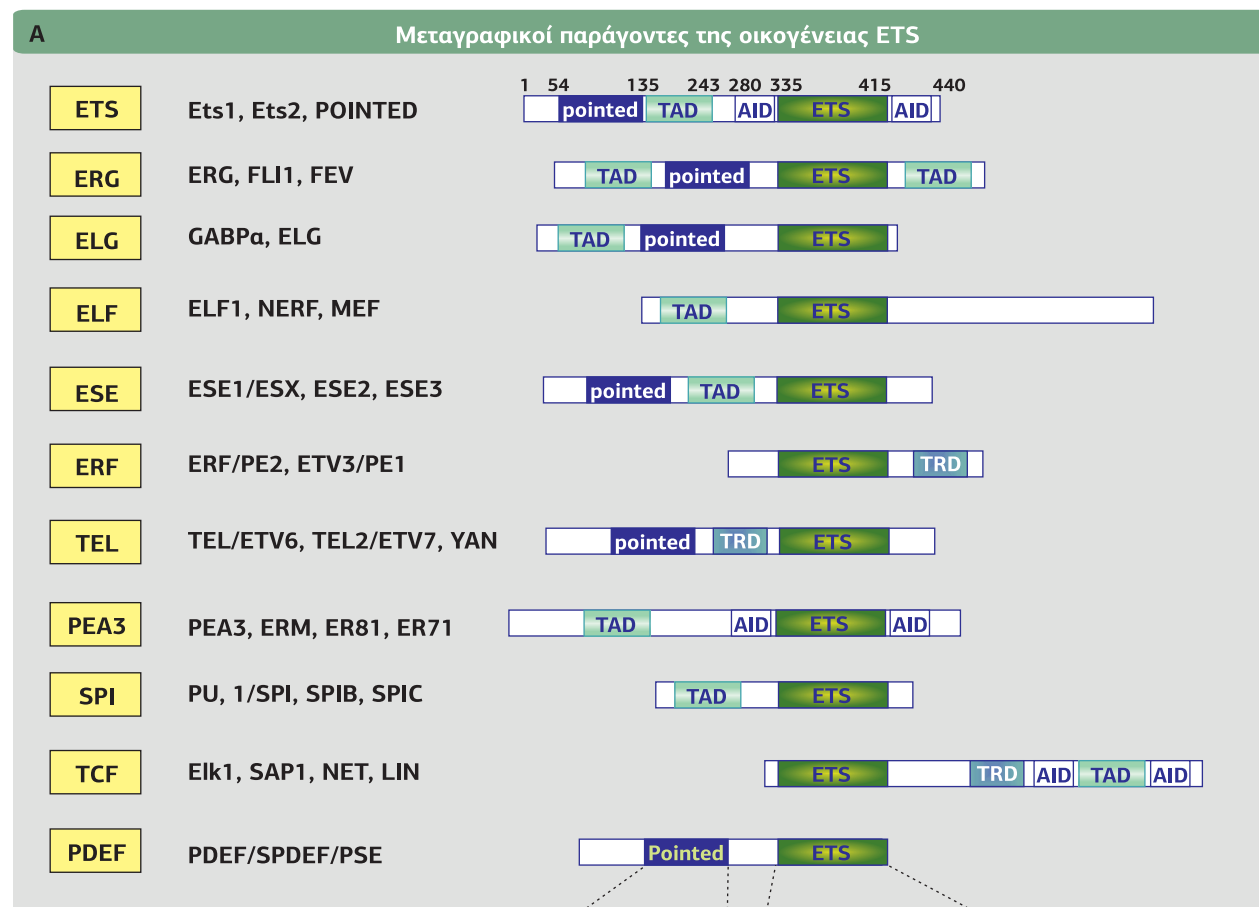 A Μεταγραφικοί παράγοντες της οικογένειας ETS
1 54 135 243 280 335 415 440
ETS Ets1, Ets2, POINTED pointed TAD AID ETS AID
ERG ERG, FLI1, FEV TAD pointed ETS TAD
ELG GABPα, ELG TAD pointed ETS
ELF ELF1, NERF, MEF TAD ETS
ESE ESE1/ESX, ESE2, ESE3 pointed TAD ETS
ERF ERF/PE2, ETV3/PE1 ETS TRD
TEL TEL/ETV6, TEL2/ETV7, YAN pointed TRD ETS
PEA3 PEA3, ERM, ER81, ER71 TAD AID ETS AID
SPI PU, 1/SPI, SPIB, SPIC TAD ETS
TCF Elk1, SAP1, NET, LIN ETS TRD AID TAD AID
PDEF PDEF/SPDEF/PSE Pointed ETS